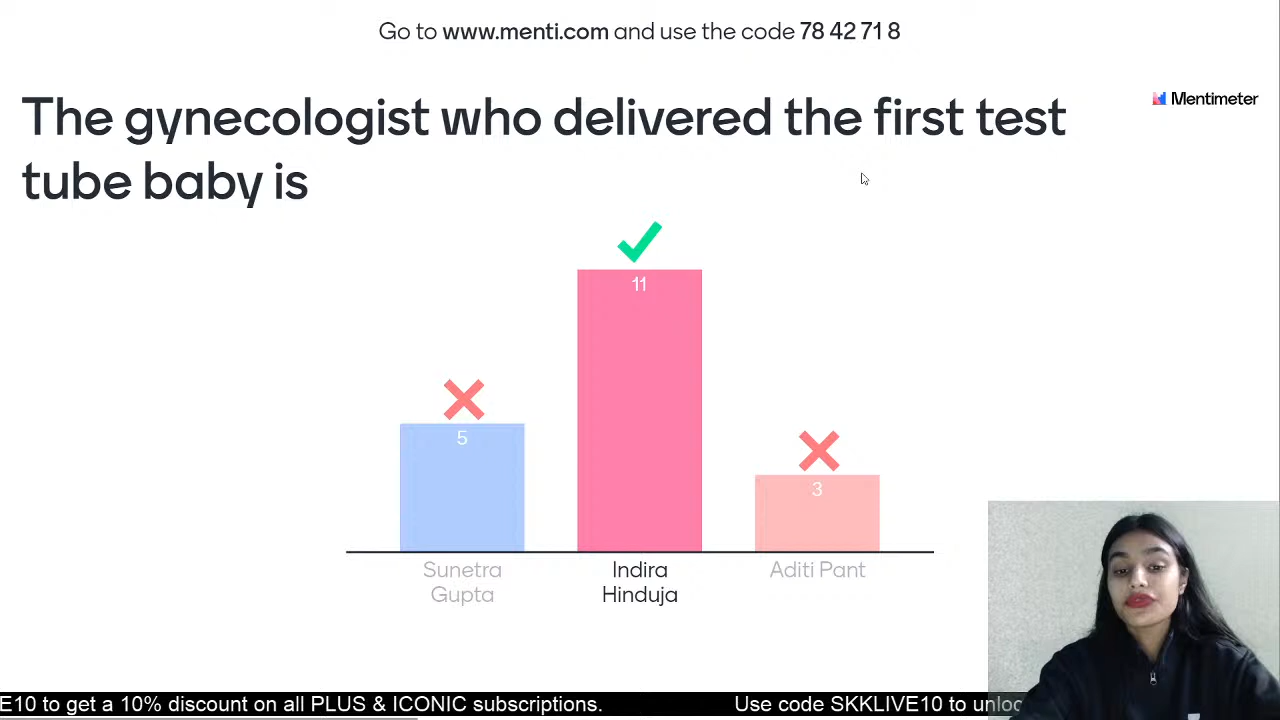 Go to www.menti.com and use the code 78 42 71 8
The gynecologist who delivered the first test
tube baby is
Mentimeter
11
5
3
Sunetra
Gupta
Indira
Hinduja
Aditi Pant
E10 to get a 10% discount on all PLUS & ICONIC subscriptions.
Use code SKKLIVE10 to